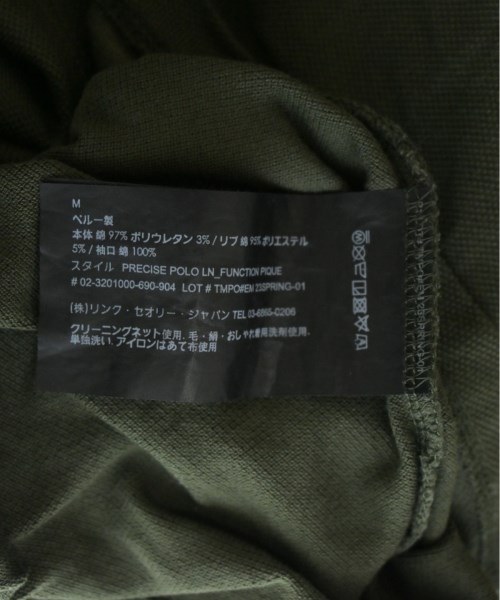 M
ペルー製
本体 綿 97% ポリウレタン 3% / リブ 綿 95% ポリエステル
5% / 袖口 綿 100%
スタイル PRECISE POLO LN_FUNCTION PIQUE
# 02-3201000-690-904 LOT # TMPO#EM 23SPRING-01
(株)リンク・セオリー・ジャパン TEL 03-6865-0206
クリーニングネット使用. 毛・絹・おしゃれ着用洗剤使用.
単独洗い. アイロンはあて布使用